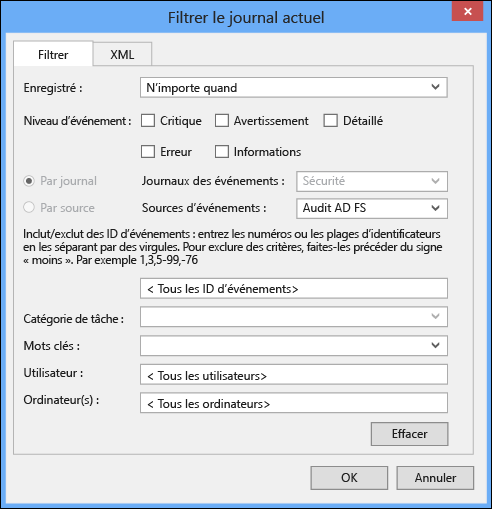 Filtrer le journal actuel
Filtrer XML
Enregistré : N'importe quand
Niveau d'événement : Critique Avertissement Détaillé
Erreur Informations
Par journal Journaux des événements : Sécurité
Par source Sources d'événements : Audit AD FS
Inclut/exclut des ID d'événements : entrez les numéros ou les plages d'identificateurs
en les séparant par des virgules. Pour exclure des critères, faites-les précéder du signe
« moins ». Par exemple 1,3,5-99,-76
< Tous les ID d'événements>
Catégorie de tâche :
Mots clés :
Utilisateur : < Tous les utilisateurs>
Ordinateur(s) : < Tous les ordinateurs>
Effacer
OK Annuler